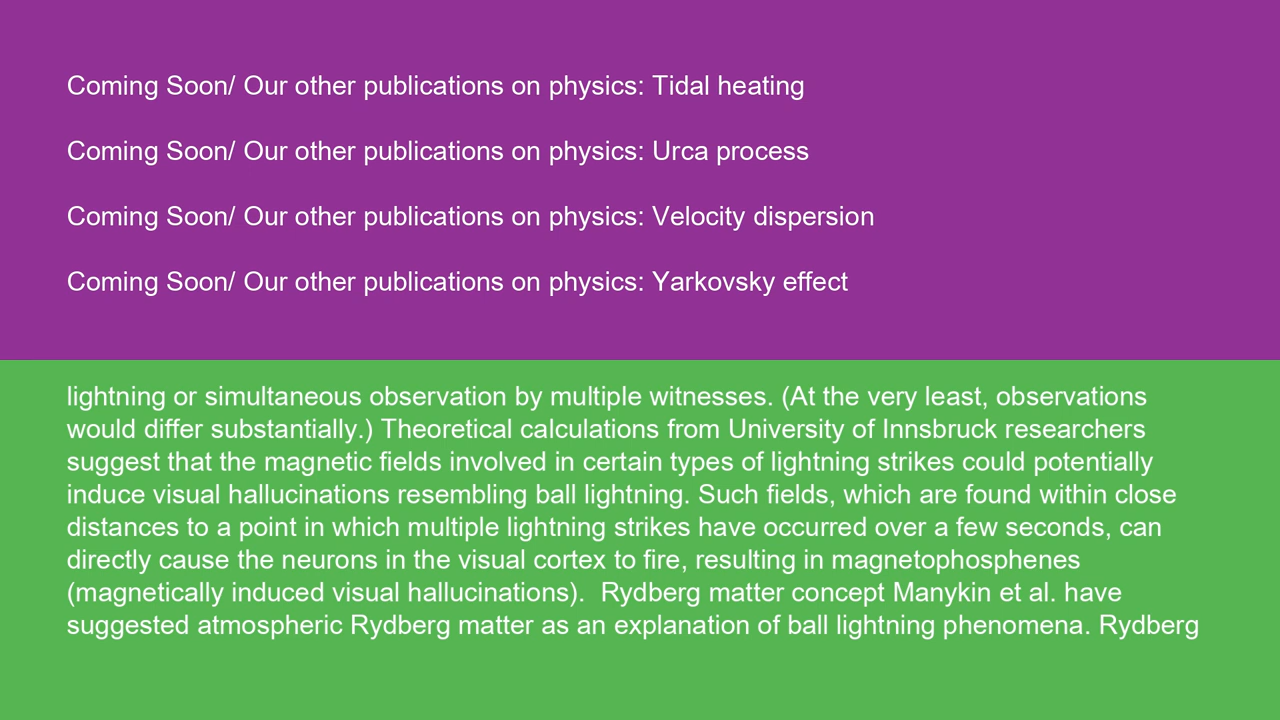 Coming Soon/ Our other publications on physics: Tidal heating
Coming Soon/ Our other publications on physics: Urca process
Coming Soon/ Our other publications on physics: Velocity dispersion
Coming Soon/ Our other publications on physics: Yarkovsky effect
lightning or simultaneous observation by multiple witnesses. (At the very least, observations
would differ substantially.) Theoretical calculations from University of Innsbruck researchers
suggest that the magnetic fields involved in certain types of lightning strikes could potentially
induce visual hallucinations resembling ball lightning. Such fields, which are found within close
distances to a point in which multiple lightning strikes have occurred over a few seconds, can
directly cause the neurons in the visual cortex to fire, resulting in magnetophosphenes
(magnetically induced visual hallucinations).  Rydberg matter concept Manykin et al. have
suggested atmospheric Rydberg matter as an explanation of ball lightning phenomena. Rydberg